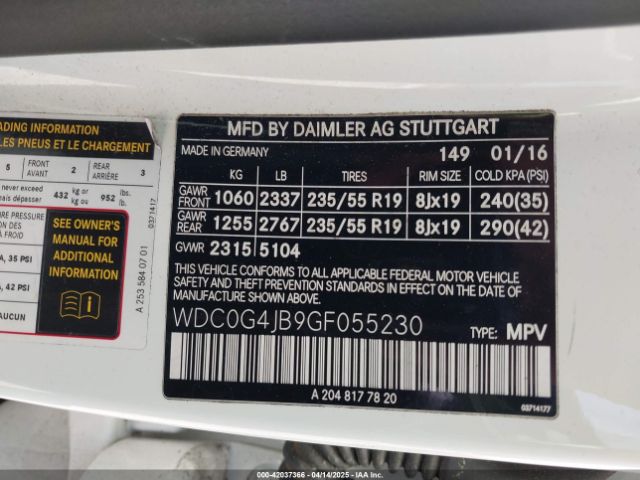 ADING INFORMATION
LES PNEUS ET LE CHARGEMENT
5 FRONT AVANT 2 REAR ARRIÈRE 3
never exceed
mais dépasser 432 kg or kg ou 952 lbs. lb.
RE PRESSURE
ON DES
À FROID
A, 35 PSI
A, 42 PSI
AUCUN
SEE OWNER'S
MANUAL FOR
ADDITIONAL
INFORMATION
0371417
A 253 584 07 01
MFD BY DAIMLER AG STUTTGART
MADE IN GERMANY 149 01/16
KG LB TIRES RIM SIZE COLD KPA (PSI)
GAWR FRONT 1060 2337 235/55 R19 8Jx19 240(35)
GAWR REAR 1255 2767 235/55 R19 8Jx19 290(42)
GVWR 2315 5104
THIS VEHICLE CONFORMS TO ALL APPLICABLE FEDERAL MOTOR VEHICLE
SAFETY AND THEFT PREVENTION STANDARDS IN EFFECT ON THE DATE OF
MANUFACTURE SHOWN ABOVE.
WDC0G4JB9GF055230
TYPE: MPV
A 204 817 78 20
03714177
000-42037366 - 04/14/2025 - IAA, Inc.